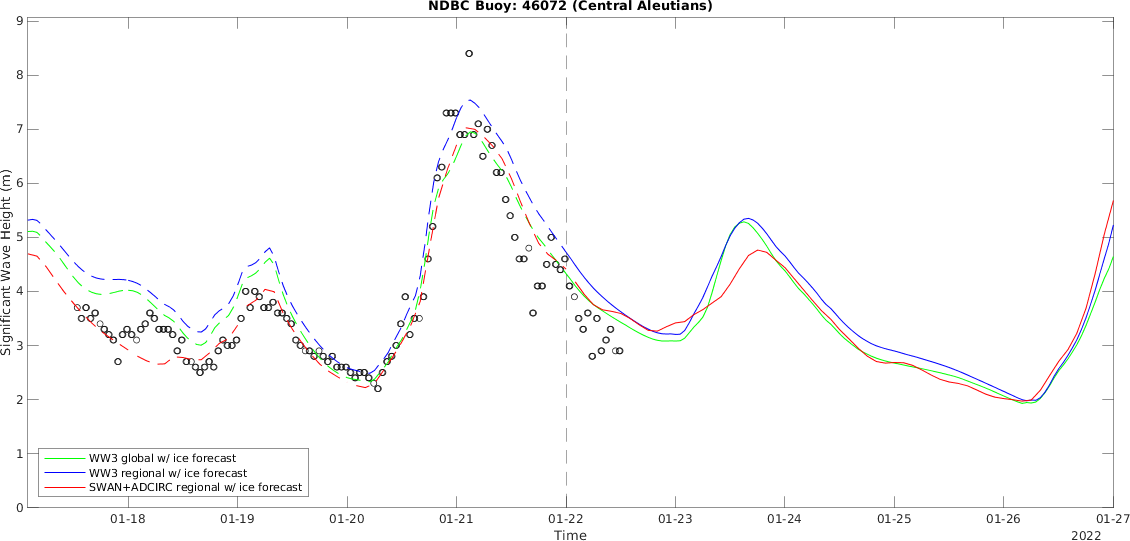 NDBC Buoy: 46072 (Central Aleutians)
9
8
7
6
5
4
3
2
1
0
Significant Wave Height (m)
WW3 global w/ ice forecast
WW3 regional w/ ice forecast
SWAN+ADCIRC regional w/ ice forecast
01-18 01-19 01-20 01-21 01-22 01-23 01-24 01-25 01-26 01-27
Time
2022